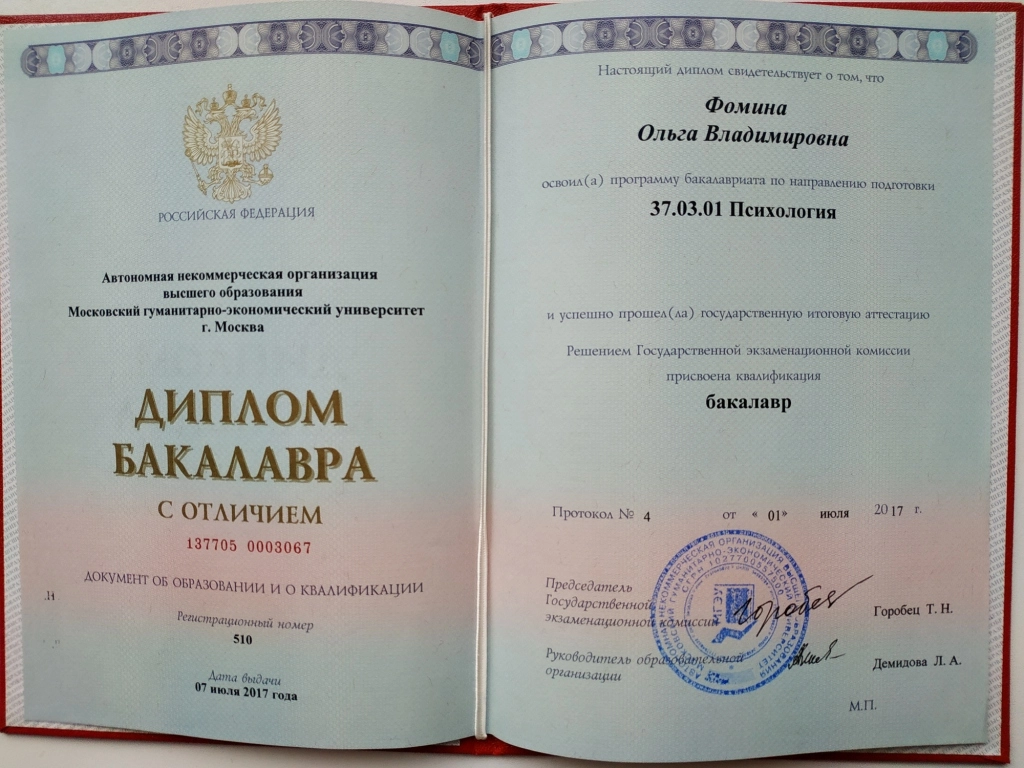 РОССИЙСКАЯ ФЕДЕРАЦИЯ
Автономная некоммерческая организация
высшего образования
Московский гуманитарно-экономический университет
г. Москва
ДИПЛОМ
БАКАЛАВРА
С ОТЛИЧИЕМ
137705 0003067
ДОКУМЕНТ ОБ ОБРАЗОВАНИИ И О КВАЛИФИКАЦИИ
Регистрационный номер
510
Дата выдачи
07 июля 2017 года
Настоящий диплом свидетельствует о том, что
Фомина
Ольга Владимировна
освоил(а) программу бакалавриата по направлению подготовки
37.03.01 Психология
и успешно прошел(ла) государственную итоговую аттестацию
Решением Государственной экзаменационной комиссии
присвоена квалификация
бакалавр
Протокол № 4 от « 01» июля 2017 г.
Председатель
Государственной
экзаменационной комиссии
Горобец Т. Н.
Руководитель образовательной
организации
Демидова Л. А.
М.П.
МГЭУ